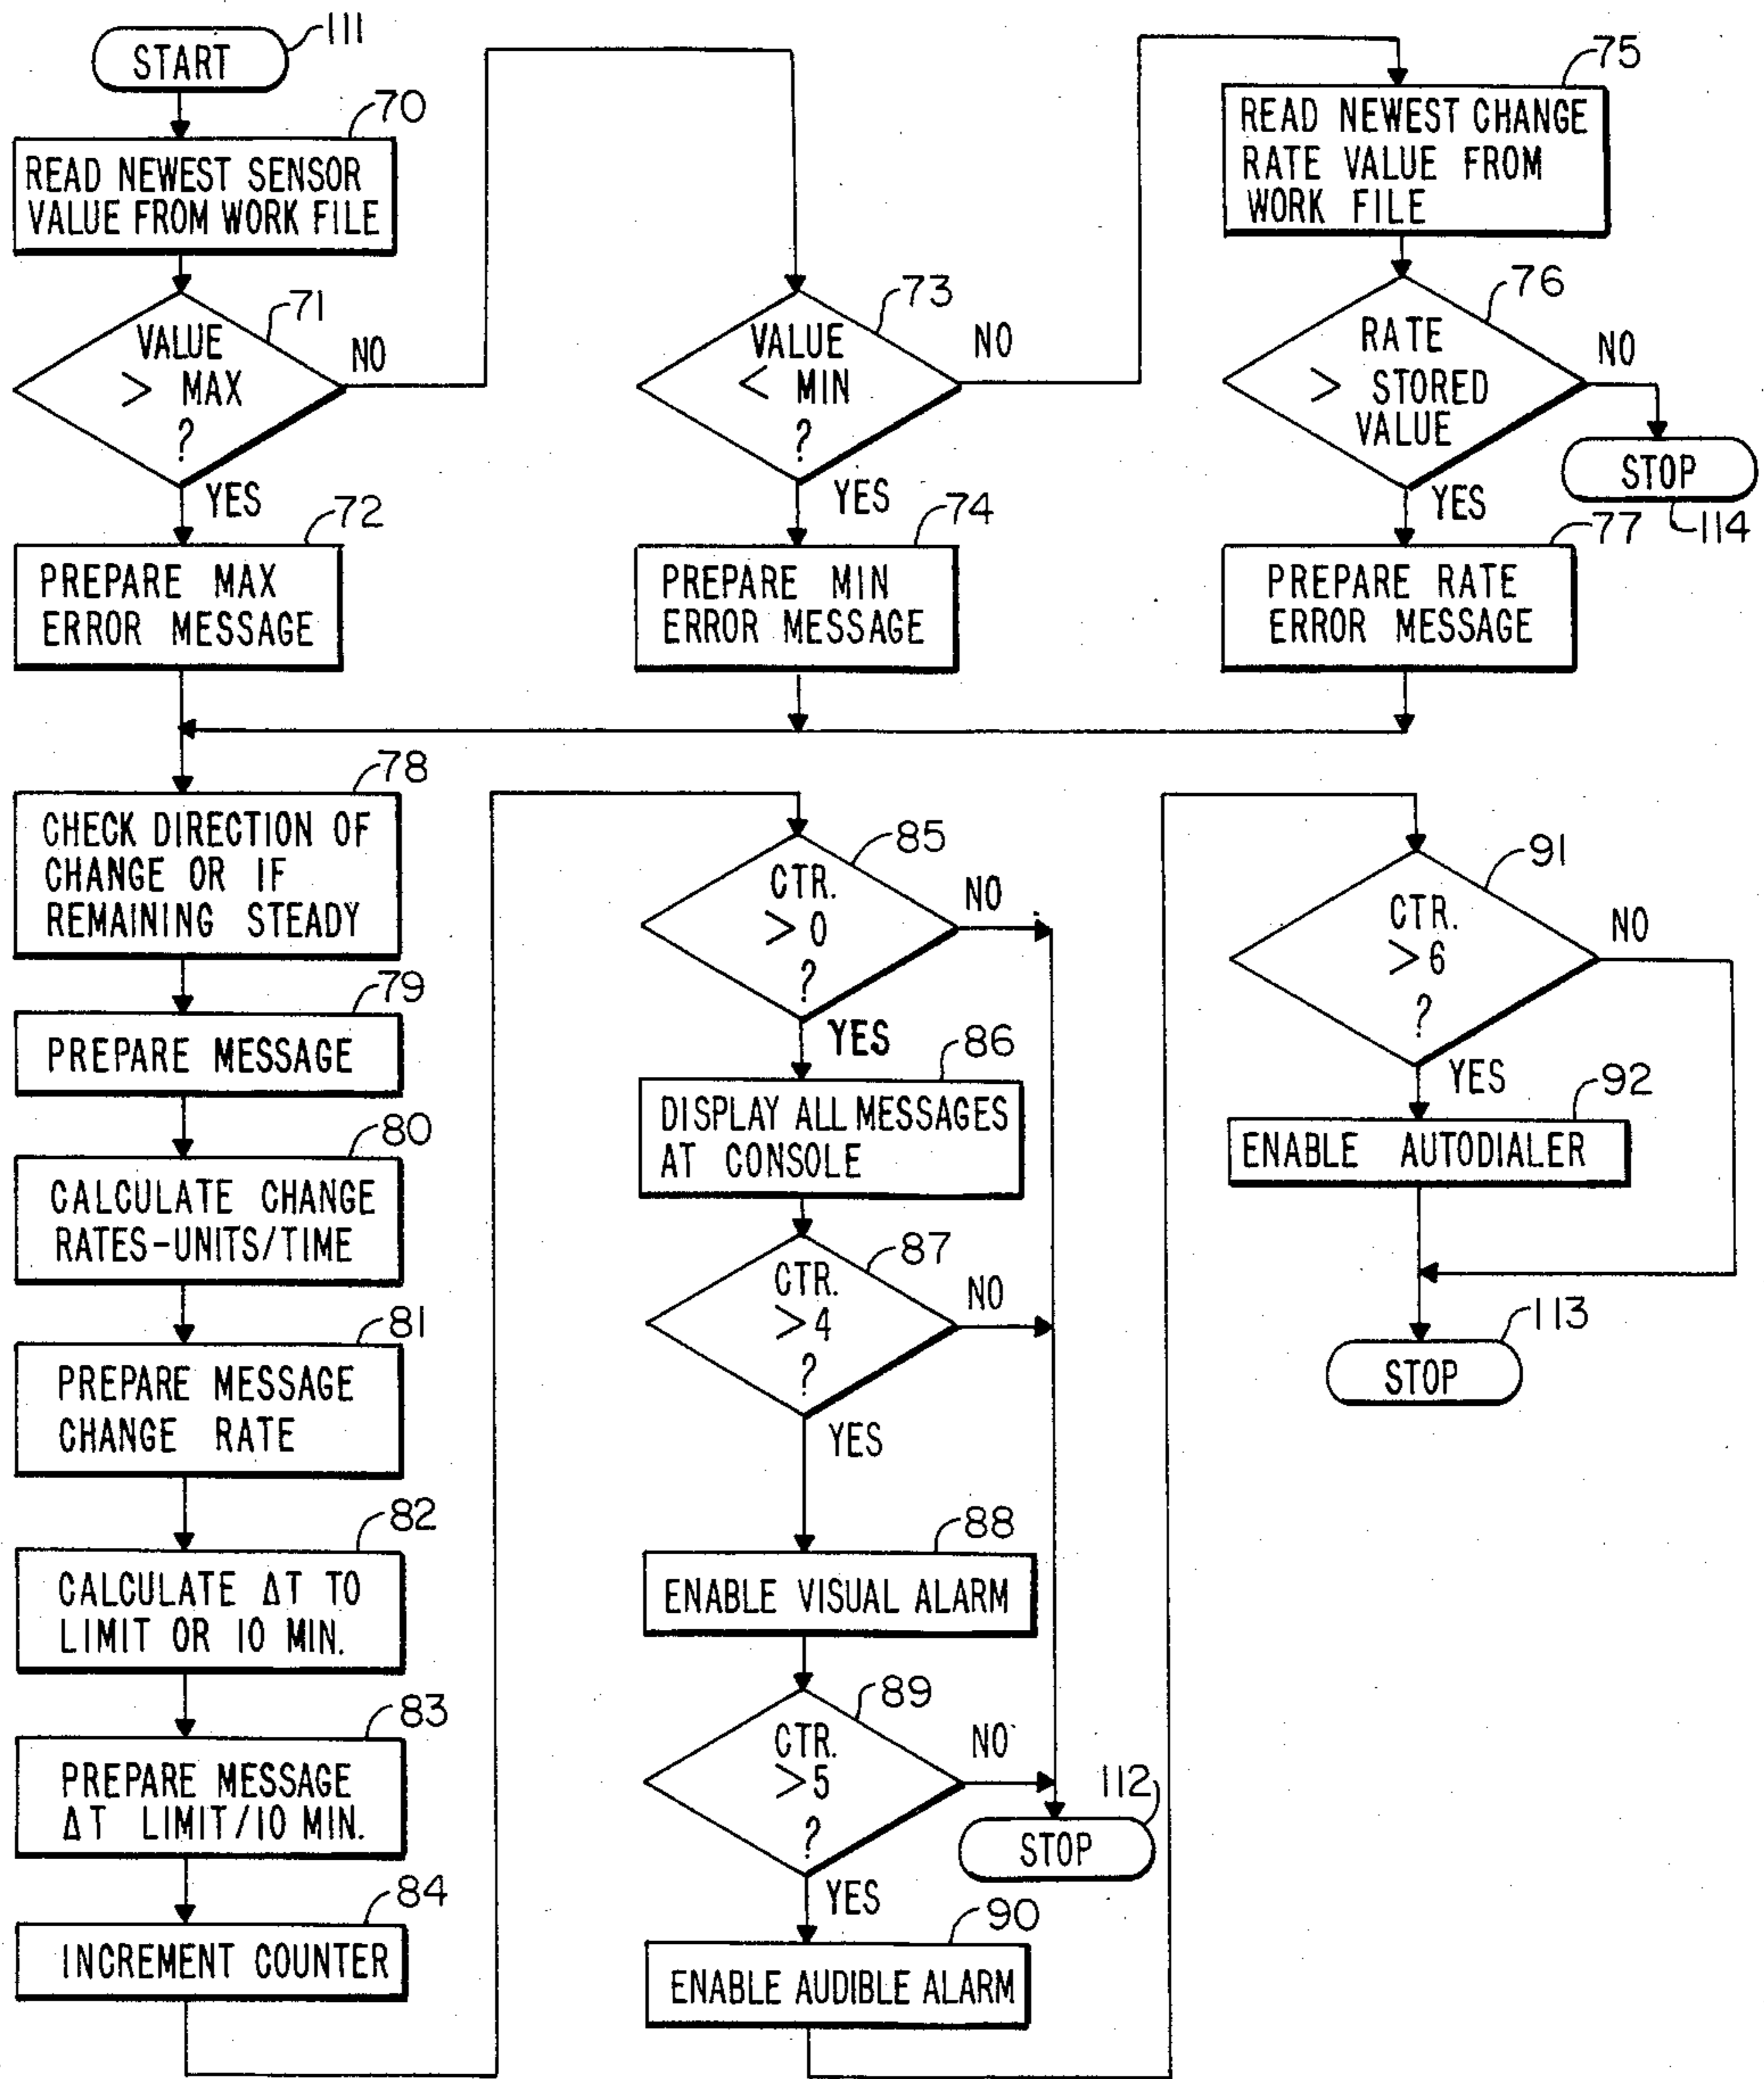 START
111
70
READ NEWEST SENSOR
VALUE FROM WORK FILE
71
VALUE
> MAX
?
NO
YES
72
PREPARE MAX
ERROR MESSAGE
73
VALUE
< MIN
?
NO
YES
74
PREPARE MIN
ERROR MESSAGE
75
READ NEWEST CHANGE
RATE VALUE FROM
WORK FILE
76
RATE
> STORED
VALUE
NO
STOP
114
YES
77
PREPARE RATE
ERROR MESSAGE
78
CHECK DIRECTION OF
CHANGE OR IF
REMAINING STEADY
79
PREPARE MESSAGE
80
CALCULATE CHANGE
RATES-UNITS/TIME
81
PREPARE MESSAGE
CHANGE RATE
82
CALCULATE ΔT TO
LIMIT OR 10 MIN.
83
PREPARE MESSAGE
ΔT LIMIT/10 MIN.
84
INCREMENT COUNTER
85
CTR.
> 0
?
NO
YES
86
DISPLAY ALL MESSAGES
AT CONSOLE
87
CTR.
> 4
?
NO
YES
88
ENABLE VISUAL ALARM
89
CTR.
> 5
?
NO
112
STOP
YES
90
ENABLE AUDIBLE ALARM
91
CTR.
> 6
?
NO
YES
92
ENABLE AUTODIALER
113
STOP